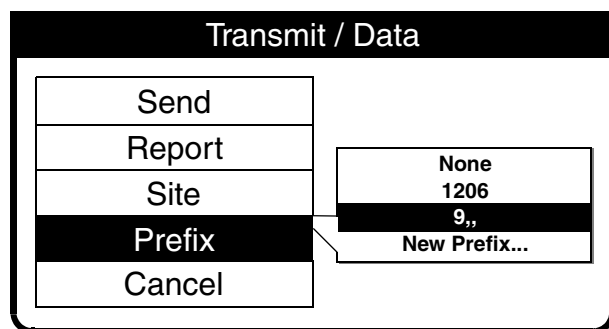 Transmit / Data
Send
Report
Site
Prefix
Cancel
None
1206
9,,
New Prefix...